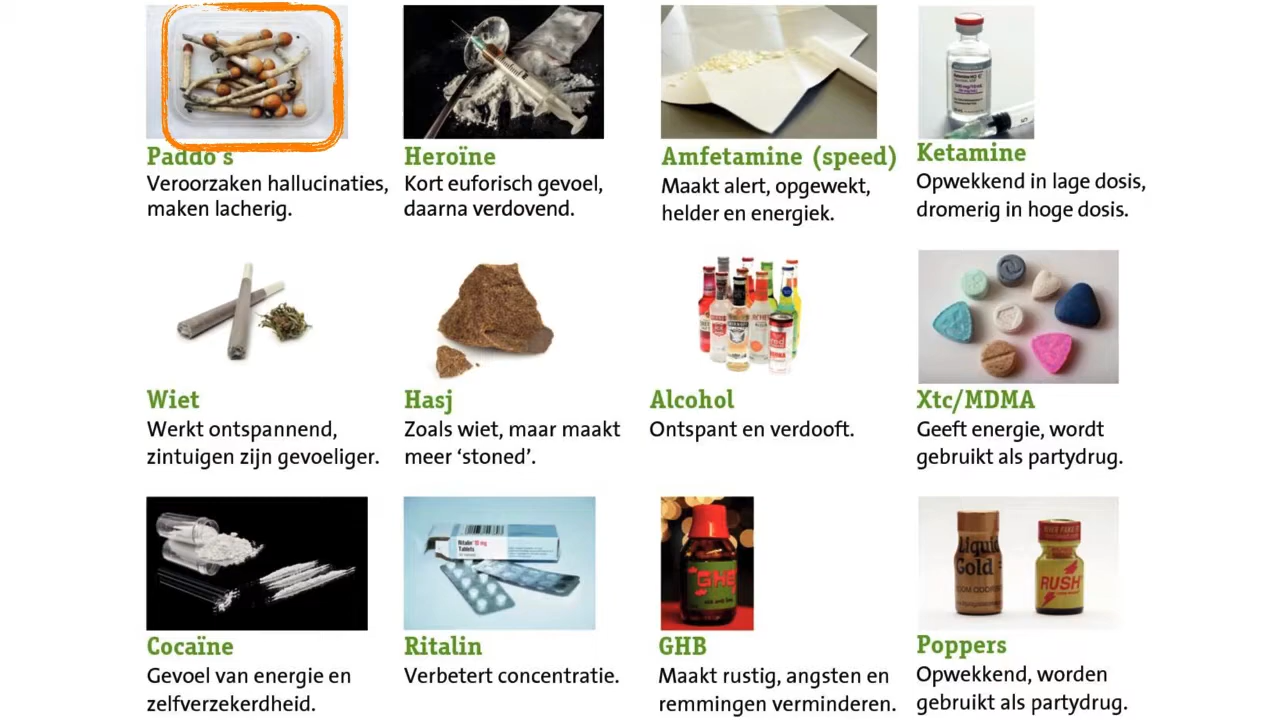 Paddo's
Veroorzaken hallucinaties,
maken lacherig.
Heroïne
Kort euforisch gevoel,
daarna verdovend.
Amfetamine (speed)
Maakt alert, opgewekt,
helder en energiek.
Ketamine
Opwekkend in lage dosis,
dromerig in hoge dosis.
Wiet
Werkt ontspannend,
zintuigen zijn gevoeliger.
Hasj
Zoals wiet, maar maakt
meer ‘stoned’.
Alcohol
Ontspant en verdooft.
Xtc/MDMA
Geeft energie, wordt
gebruikt als partydrug.
Cocaïne
Gevoel van energie en
zelfverzekerdheid.
Ritalin 10 mg
Tablets
Ritalin
Verbetert concentratie.
GHB
GHB
Maakt rustig, angsten en
remmingen verminderen.
Liquid
Gold
RUSH
Poppers
Opwekkend, worden
gebruikt als partydrug.